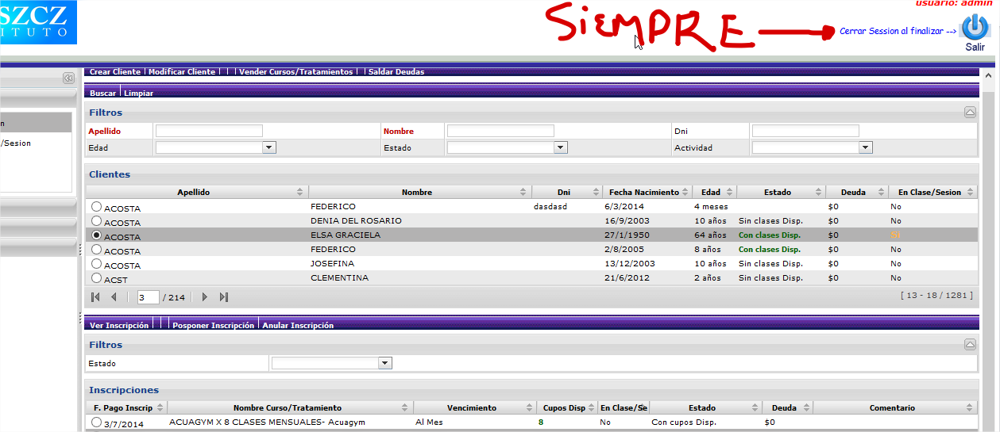 usuario: admin
SZCZ
ITUTO
SiEMPRE
Cerrar Session al finalizar -->
Salir
Crear Cliente Modificar Cliente Vender Cursos/Tratamientos Saldar Deudas
Buscar Limpiar
n
/Sesion
Filtros
Apellido Nombre Dni
Edad Estado Actividad
Clientes
Apellido Nombre Dni Fecha Nacimiento Edad Estado Deuda En Clase/Sesion
ACOSTA FEDERICO dasdasd 6/3/2014 4 meses $0 No
ACOSTA DENIA DEL ROSARIO 16/9/2003 10 años Sin clases Disp. $0 No
ACOSTA ELSA GRACIELA 27/1/1950 64 años Con clases Disp. $0 SI
ACOSTA FEDERICO 2/8/2005 8 años Con clases Disp. $0 No
ACOSTA JOSEFINA 13/12/2003 10 años Sin clases Disp. $0 No
ACST CLEMENTINA 21/6/2012 2 años Sin clases Disp. $0 No
3 / 214 [ 13 - 18 / 1281 ]
Ver Inscripción Posponer Inscripción Anular Inscripción
Filtros
Estado
Inscripciones
F. Pago Inscrip Nombre Curso/Tratamiento Vencimiento Cupos Disp En Clase/Se Estado Deuda Comentario
3/7/2014 ACUAGYM X 8 CLASES MENSUALES- Acuagym Al Mes 8 No Con cupos Disp. $0